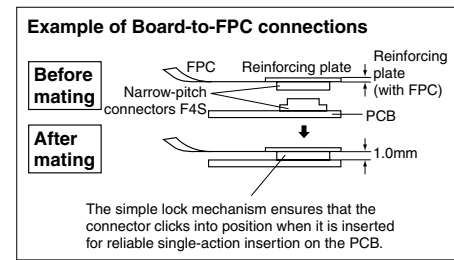 Example of Board-to-FPC connections
Before
mating
FPC
Reinforcing plate
Reinforcing
plate
(with FPC)
Narrow-pitch
connectors F4S
PCB
After
mating
1.0mm
The simple lock mechanism ensures that the
connector clicks into position when it is inserted
for reliable single-action insertion on the PCB.